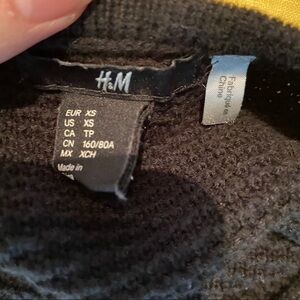 H&M
EUR XS
US XS
CA TP
CN 160/80A
MX XCH
Made in
Fabriqué
Chine